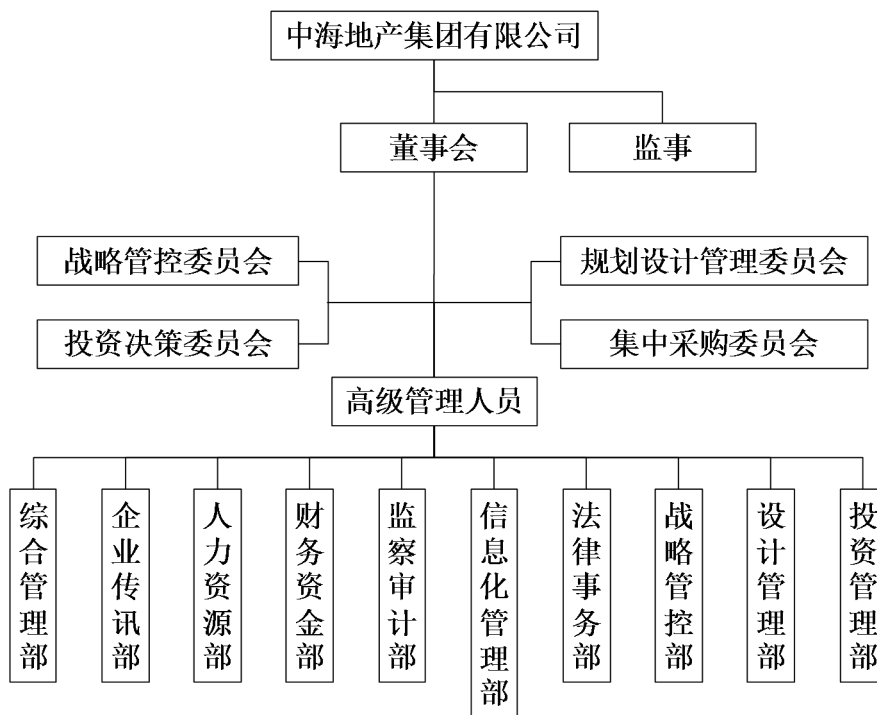 中海地产集团有限公司
董事会
监事
战略管控委员会
规划设计管理委员会
投资决策委员会
集中采购委员会
高级管理人员
综合管理部
企业传讯部
人力资源部
财务资金部
监察审计部
信息化管理部
法律事务部
战略管控部
设计管理部
投资管理部